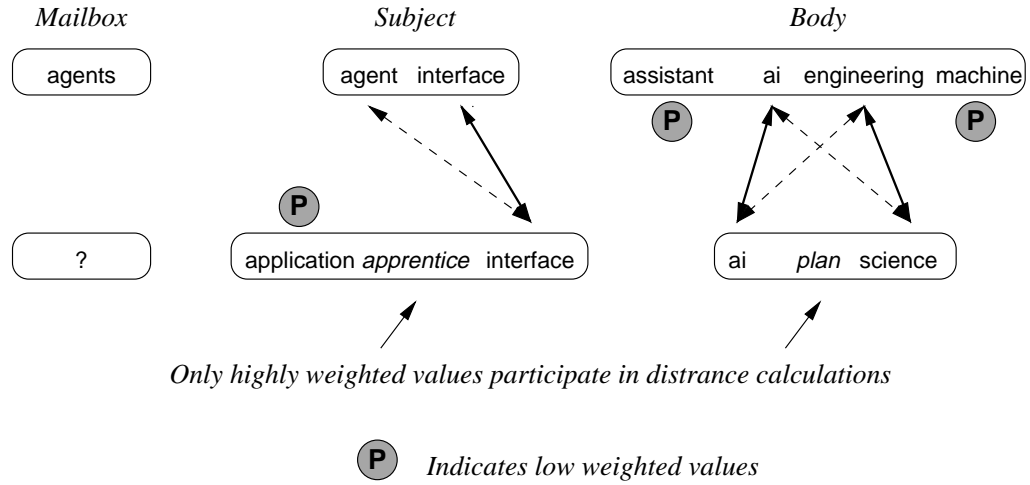 Mailbox Subject Body
agents agent interface assistant ai engineering machine
P P
P
? application apprentice interface ai plan science
Only highly weighted values participate in distrance calculations
P Indicates low weighted values